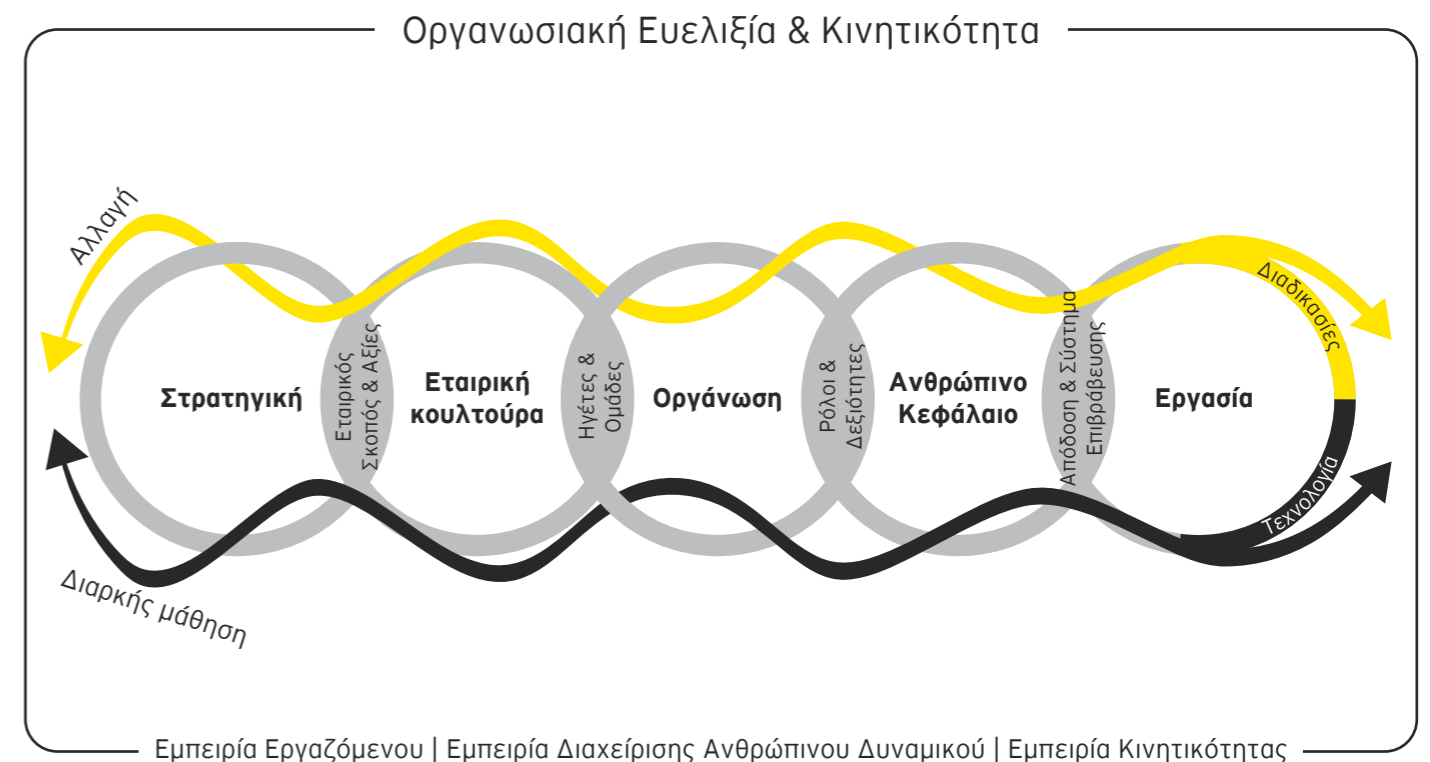 Οργανωσιακή Ευελιξία & Κινητικότητα
Αλλαγή
Στρατηγική
Εταιρικός
Σκοπός & Αξίες
Εταιρική
κουλτούρα
Ηγέτες &
Ομάδες
Οργάνωση
Ρόλοι &
Δεξιότητες
Ανθρώπινο
Κεφάλαιο
Απόδοση & Σύστημα
Επιβράβευσης
Εργασία
Διαδικασίες
Τεχνολογία
Διαρκής μάθηση
Εμπειρία Εργαζόμενου | Εμπειρία Διαχείρισης Ανθρώπινου Δυναμικού | Εμπειρία Κινητικότητας